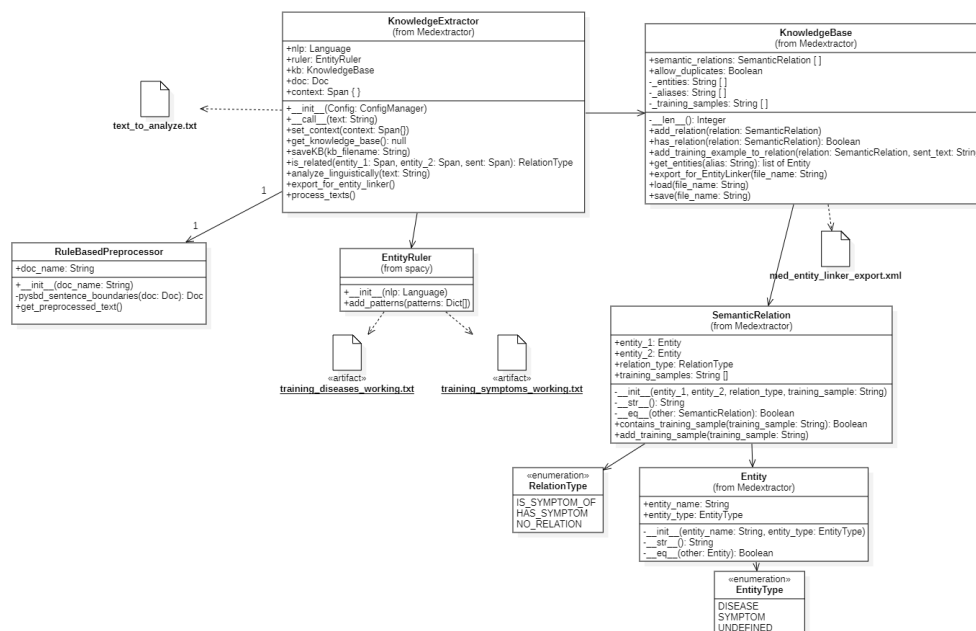 KnowledgeExtractor
(from Medextractor)
+nlp: Language
+ruler: EntityRuler
+kb: KnowledgeBase
+doc: Doc
+context: Span { }
+__init__(Config: ConfigManager)
+__call__(text: String)
+set_context(context: Span{})
+get_knowledge_base(): null
+saveKB(kb_filename: String)
+is_related(entity_1: Span, entity_2: Span, sent: Span): RelationType
+analyze_linguistically(text: String)
+export_for_entity_linker()
+process_texts()
KnowledgeBase
(from Medextractor)
+semantic_relations: SemanticRelation [ ]
+allow_duplicates: Boolean
-_entities: String [ ]
-_aliases: String [ ]
-_training_samples: String [ ]
-__len__(): Integer
+add_relation(relation: SemanticRelation)
+has_relation(relation: SemanticRelation): Boolean
+add_training_example_to_relation(relation: SemanticRelation, sent_text: Strin
+get_entities(alias: String): list of Entity
+export_for_EntityLinker(file_name: String)
+load(file_name: String)
+save(file_name: String)
text_to_analyze.txt
1
1
RuleBasedPreprocessor
+doc_name: String
+__init__(doc_name: String)
-pysbd_sentence_boundaries(doc: Doc): Doc
+get_preprocessed_text()
EntityRuler
(from spacy)
+__init__(nlp: Language)
+add_patterns(patterns: Dict[])
«artifact»
training_diseases_working.txt
«artifact»
training_symptoms_working.txt
med_entity_linker_export.xml
SemanticRelation
(from Medextractor)
+entity_1: Entity
+entity_2: Entity
+relation_type: RelationType
+training_samples: String []
-__init__(entity_1, entity_2, relation_type, training_sample: String)
-__str__(): String
-__eq__(other: SemanticRelation): Boolean
+contains_training_sample(training_sample: String): Boolean
+add_training_sample(training_sample: String)
«enumeration»
RelationType
IS_SYMPTOM_OF
HAS_SYMPTOM
NO_RELATION
Entity
(from Medextractor)
+entity_name: String
+entity_type: EntityType
-__init__(entity_name: String, entity_type: EntityType)
-__str__(): String
-__eq__(other: Entity): Boolean
«enumeration»
EntityType
DISEASE
SYMPTOM
UNDEFINED